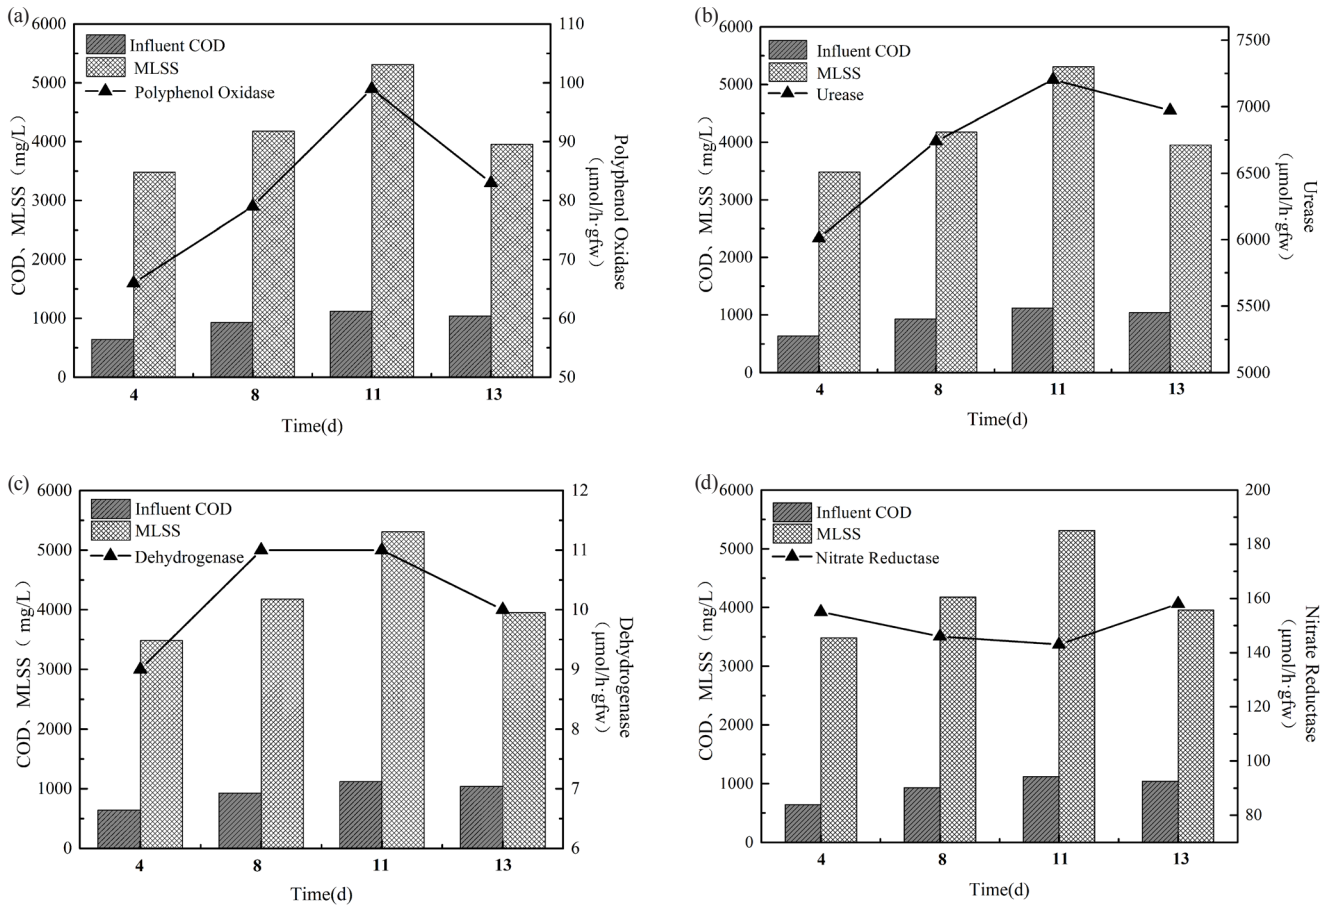 (a)
6000
5000
4000
3000
2000
1000
0
COD、MLSS（mg/L）
Influent COD
MLSS
Polyphenol Oxidase
110
100
90
80
70
60
50
Polyphenol Oxidase
（μmol/h·gfw）
4 8 11 13
Time(d)
(b)
6000
5000
4000
3000
2000
1000
0
COD、MLSS（mg/L）
Influent COD
MLSS
Urease
7500
7000
6500
6000
5500
5000
Urease
（μmol/h·gfw）
4 8 11 13
Time(d)
(c)
6000
5000
4000
3000
2000
1000
0
COD、MLSS（ mg/L）
Influent COD
MLSS
Dehydrogenase
12
11
10
9
8
7
6
Dehydrogenase
（μmol/h·gfw）
4 8 11 13
Time(d)
(d)
6000
5000
4000
3000
2000
1000
0
COD、MLSS（mg/L）
Influent COD
MLSS
Nitrate Reductase
200
180
160
140
120
100
80
Nitrate Reductase
（μmol/h·gfw）
4 8 11 13
Time(d)